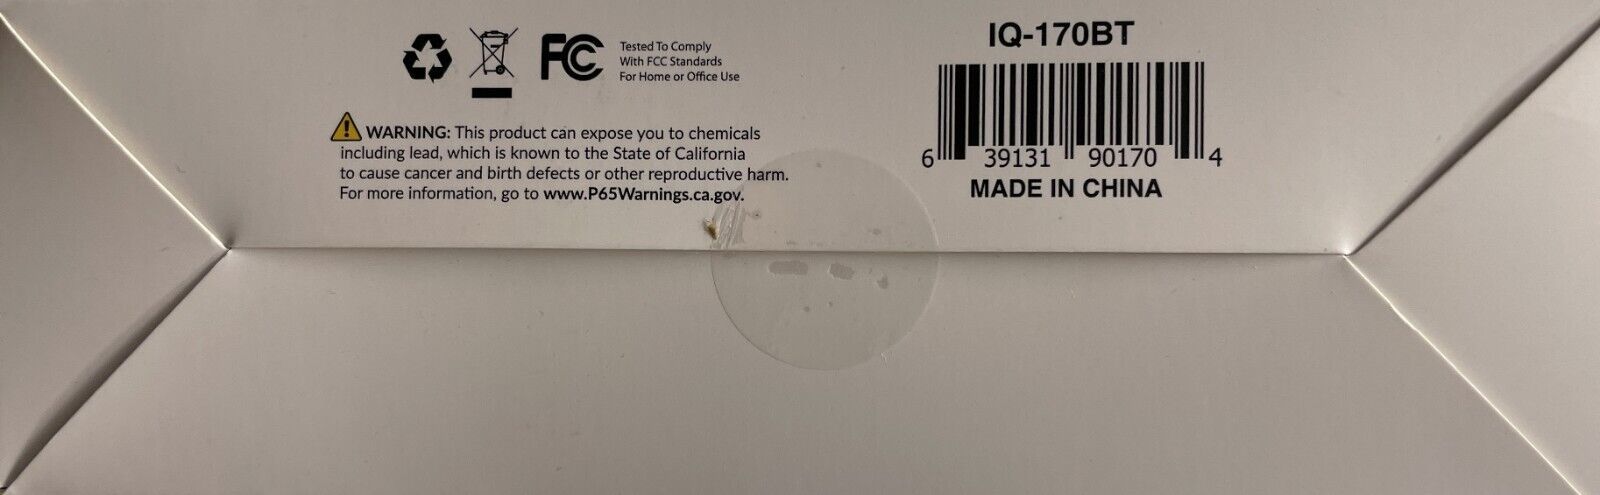 FC
Tested To Comply
With FCC Standards
For Home or Office Use
WARNING: This product can expose you to chemicals
including lead, which is known to the State of California
to cause cancer and birth defects or other reproductive harm.
For more information, go to www.P65Warnings.ca.gov.
IQ-170BT
6 39131 90170 4
MADE IN CHINA